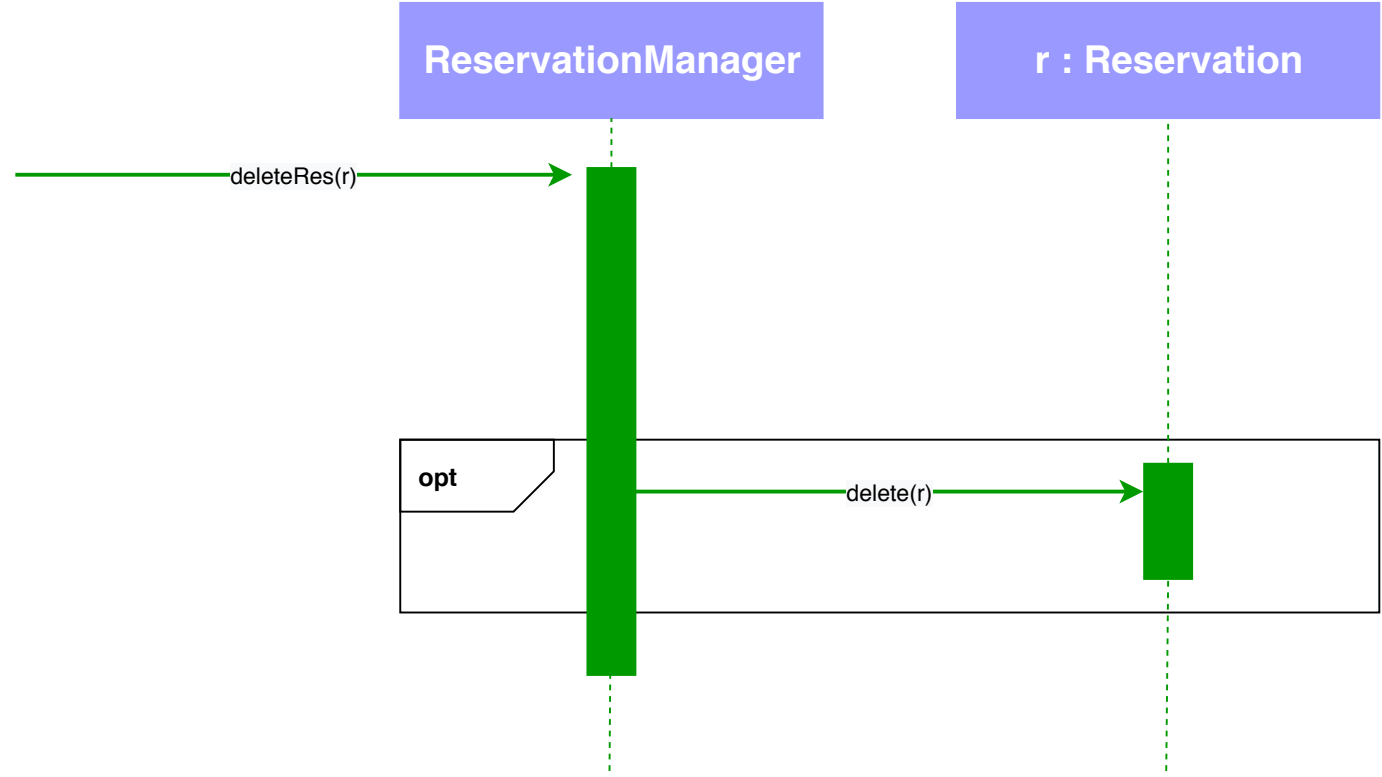 ReservationManager
r : Reservation
deleteRes(r)
opt
delete(r)